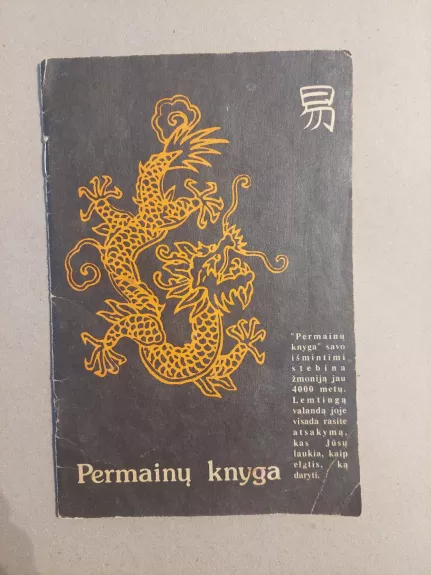 易
"Permainų
knyga" savo
išmintimi
stebina
žmoniją jau
4000 metų.
Lemtingą
valandą joje
visada rasite
atsakymą,
kas Jūsų
laukia, kaip
elgtis, ką
daryti.
Permainų knyga